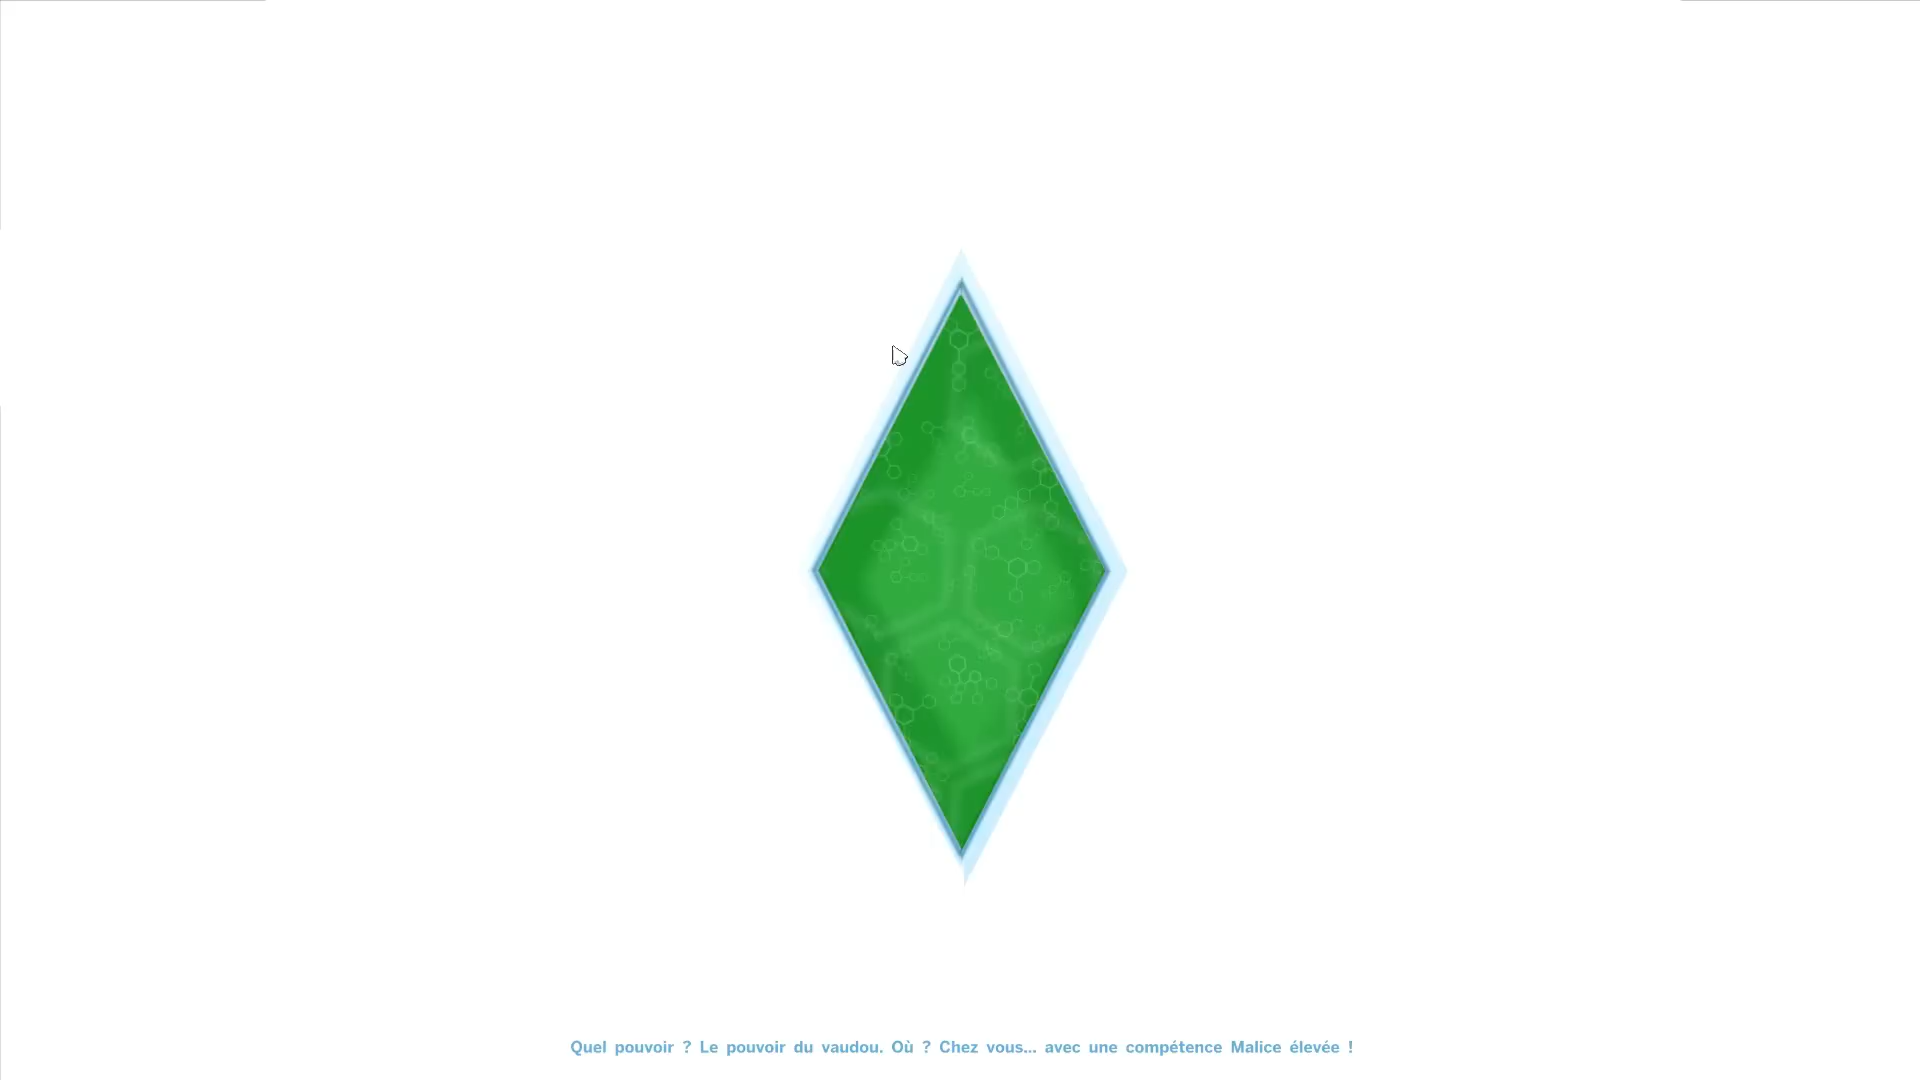 Quel pouvoir ? Le pouvoir du vaudou. Où ? Chez vous... avec une compétence Malice élevée !